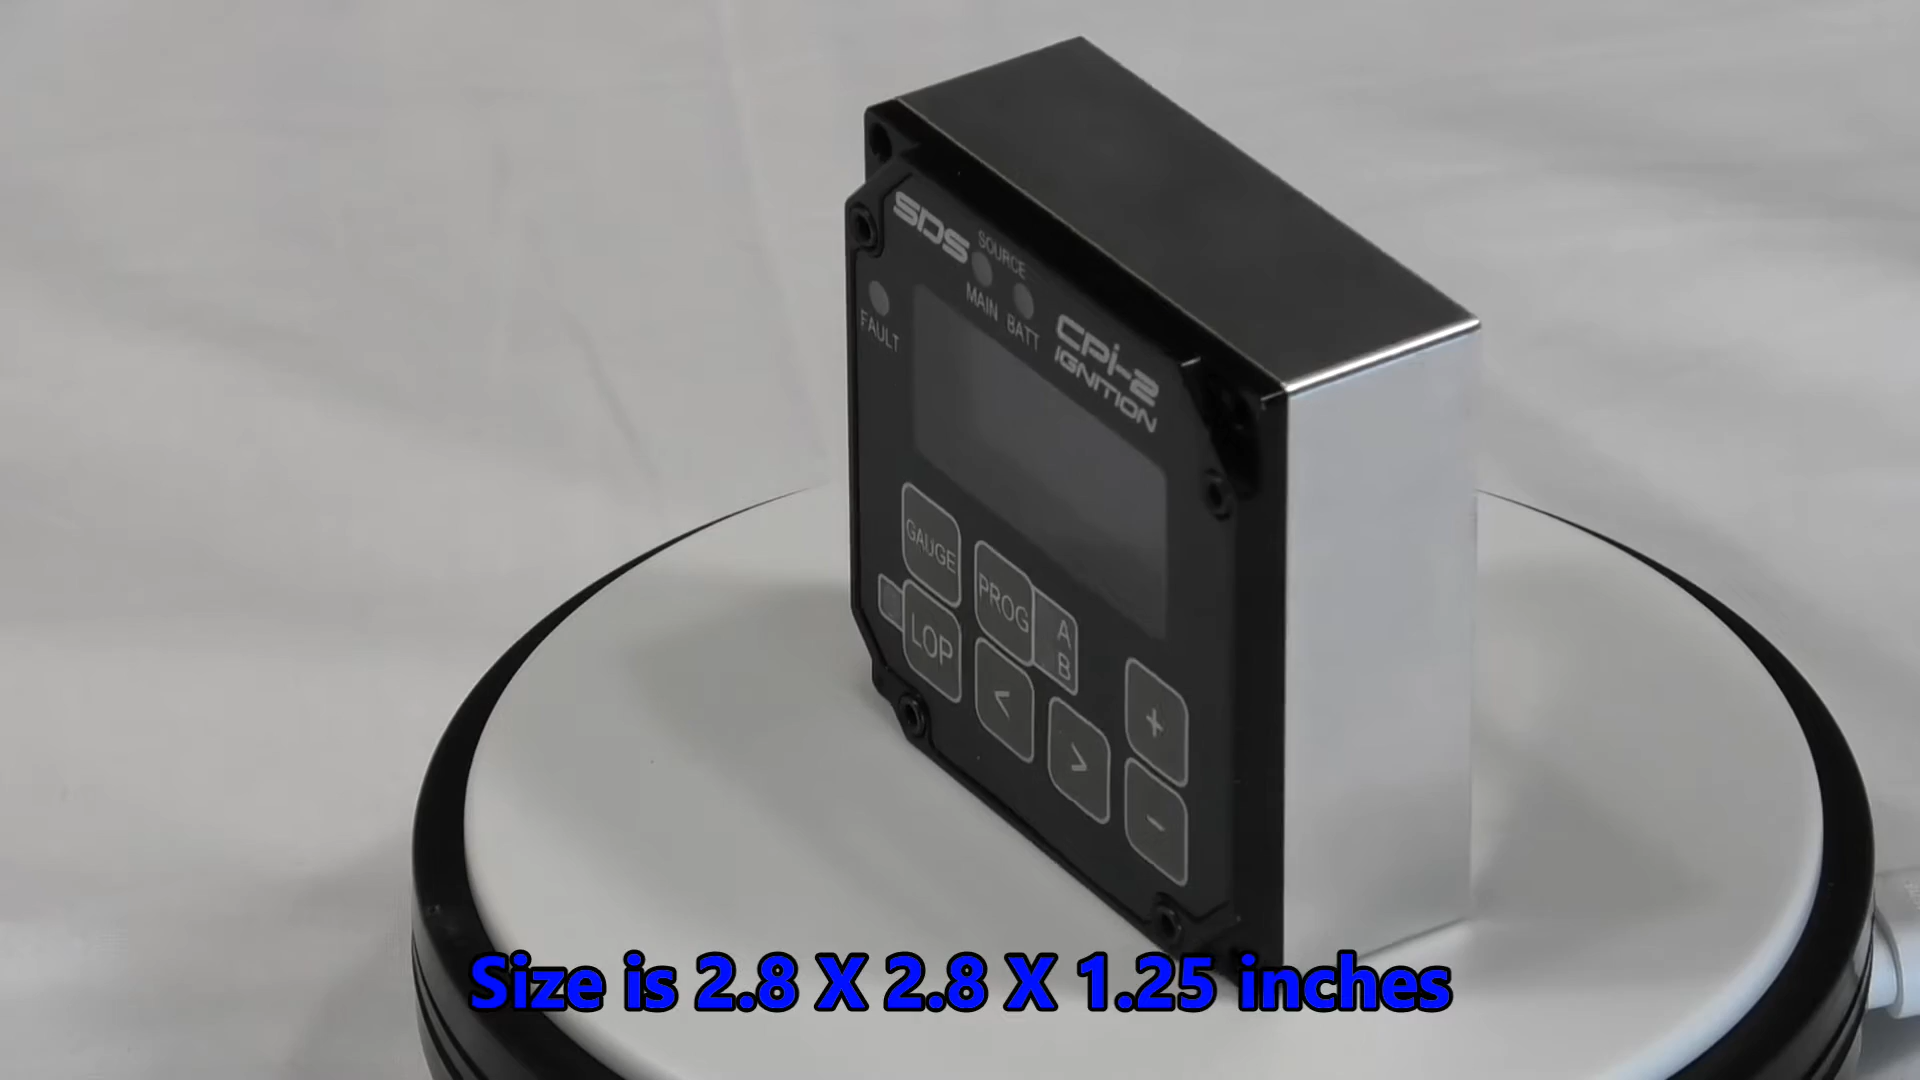 SDS
SOURCE
MAIN BATT
FAULT
CPi-2
IGNITION
GAUGE
PROG
A
B
LOP
<
>
+
-
Size is 2.8 X 2.8 X 1.25 inches